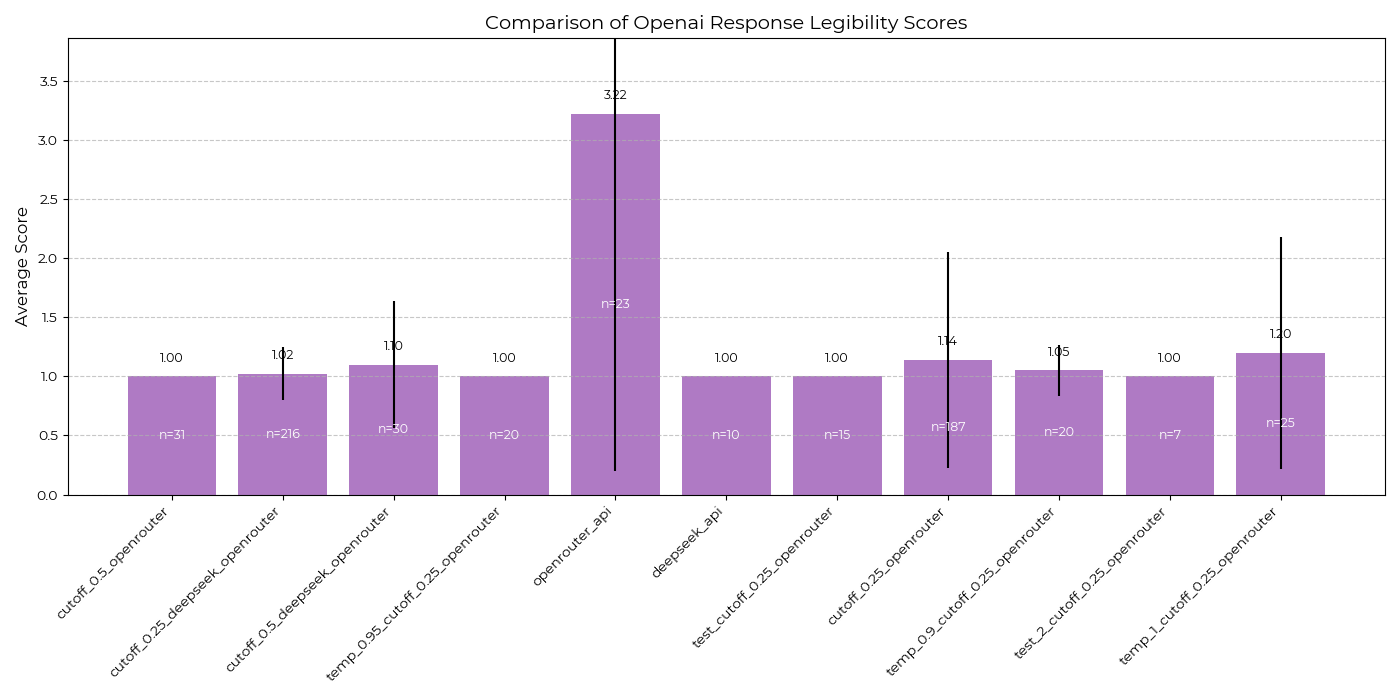 Comparison of Openai Response Legibility Scores
Average Score
3.5
3.0
2.5
2.0
1.5
1.0
0.5
0.0
1.00
1.02
1.10
1.00
3.22
1.00
1.00
1.14
1.05
1.00
1.20
n=31
n=216
n=30
n=20
n=23
n=10
n=15
n=187
n=20
n=7
n=25
cutoff_0.5_openrouter
cutoff_0.25_deepseek_openrouter
cutoff_0.5_deepseek_openrouter
temp_0.95_cutoff_0.25_openrouter
openrouter_api
deepseek_api
test_cutoff_0.25_openrouter
cutoff_0.25_openrouter
temp_0.9_cutoff_0.25_openrouter
test_2_cutoff_0.25_openrouter
temp_1_cutoff_0.25_openrouter